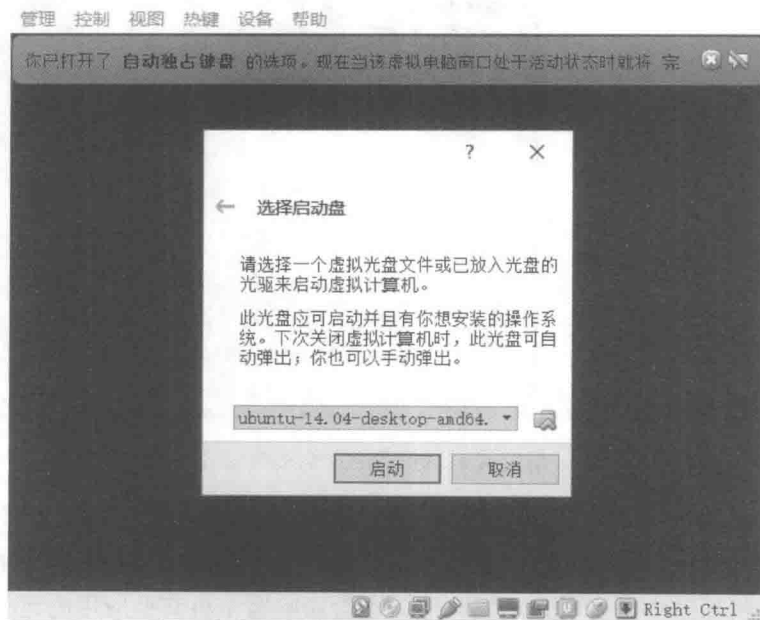 管理 控制 视图 热键 设备 帮助
你已打开了 自动独占键盘 的选项。现在当该虚拟电脑窗口处于活动状态时就将 完
? ×
← 选择启动盘
请选择一个虚拟光盘文件或已放入光盘的
光驱来启动虚拟计算机。
此光盘应可启动并且有你想安装的操作系
统。下次关闭虚拟计算机时，此光盘可自
动弹出；你也可以手动弹出。
ubuntu-14.04-desktop-amd64.
启动 取消
Right Ctrl